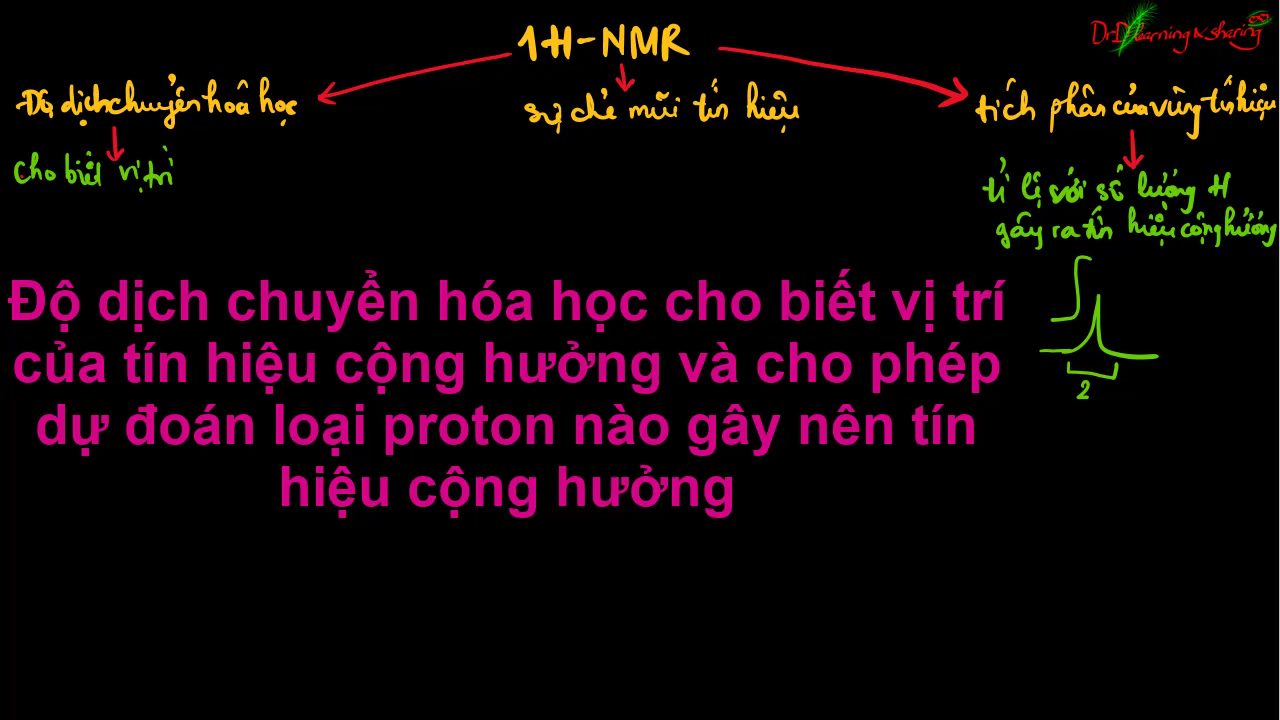 1H-NMR
Dr.D learning & sharing
Độ dịch chuyển hoá học
sự chẻ mũi tín hiệu
tích phân của vùng tín hiệu
cho biết vị trí
tỉ lệ với số lượng H
gây ra tín hiệu cộng hưởng
Độ dịch chuyển hóa học cho biết vị trí
của tín hiệu cộng hưởng và cho phép
dự đoán loại proton nào gây nên tín
hiệu cộng hưởng
2